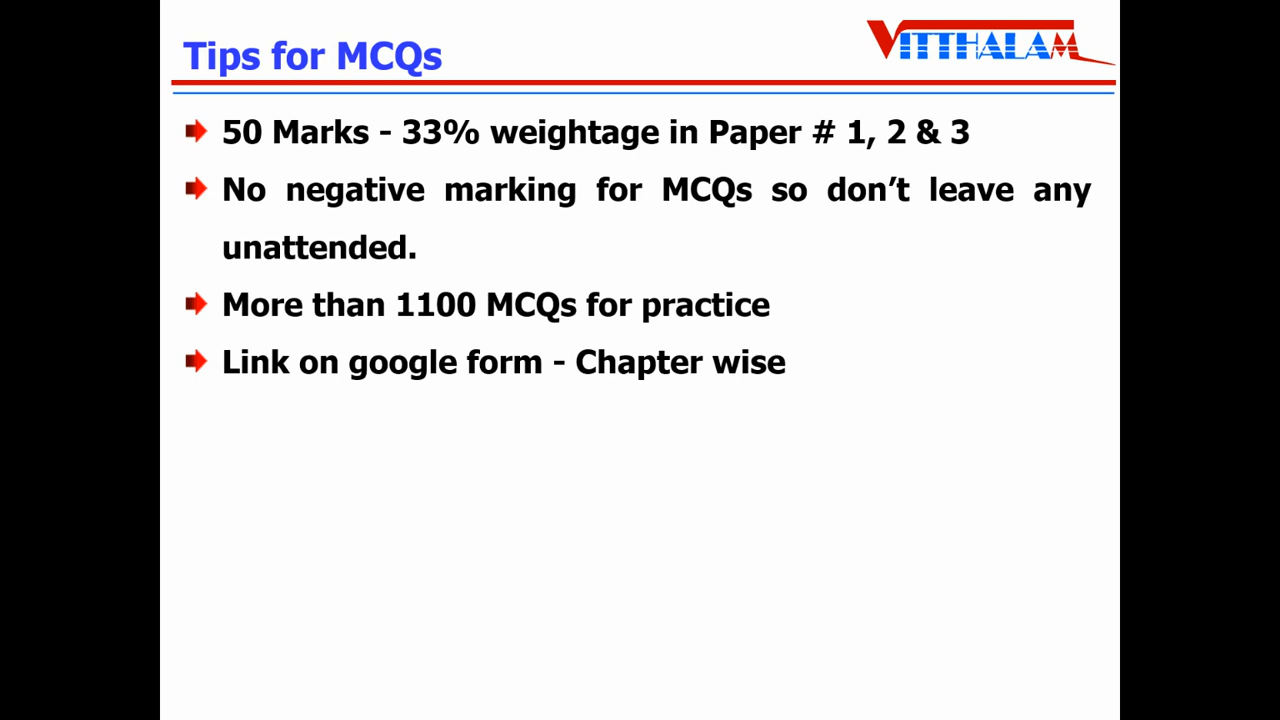 Tips for MCQs
VITTHALAM
50 Marks - 33% weightage in Paper # 1, 2 & 3
No negative marking for MCQs so don’t leave any
unattended.
More than 1100 MCQs for practice
Link on google form - Chapter wise